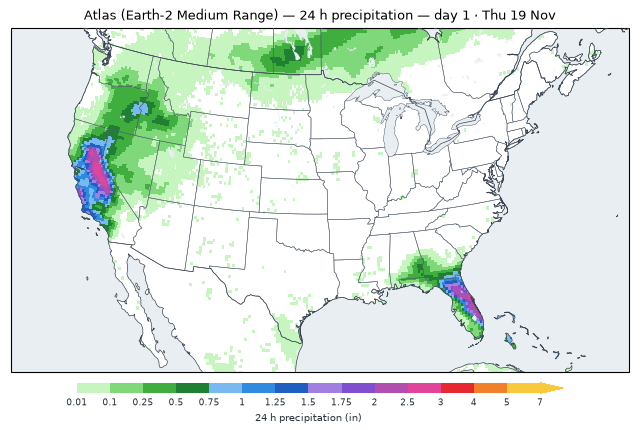 Atlas (Earth-2 Medium Range) — 24 h precipitation — day 1 · Thu 19 Nov
0.01 0.1 0.25 0.5 0.75 1 1.25 1.5 1.75 2 2.5 3 4 5 7
24 h precipitation (in)